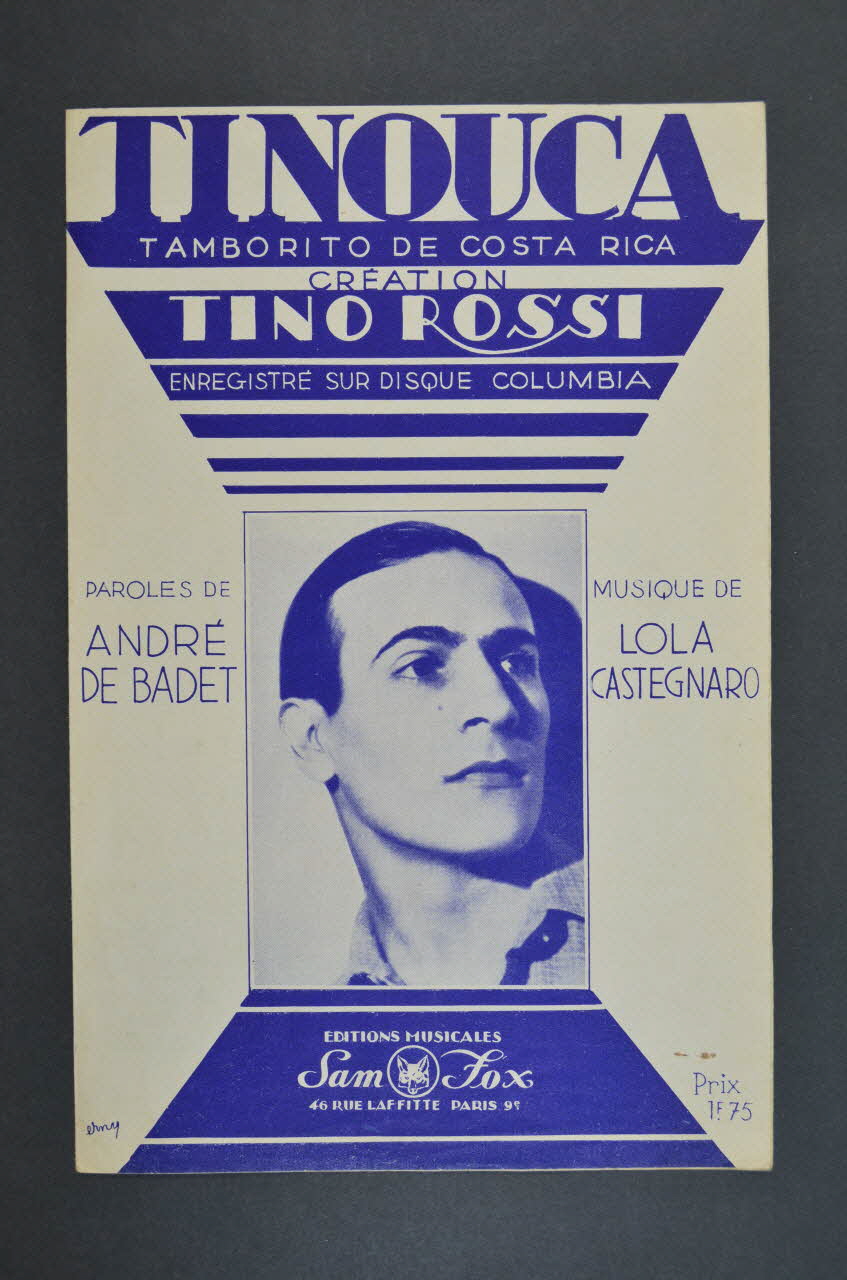 TINOUCA
TAMBORITO DE COSTA RICA
CRÉATION
TINO ROSSI
ENREGISTRÉ SUR DISQUE COLUMBIA
PAROLES DE
ANDRÉ
DE BADET
MUSIQUE DE
LOLA
CASTEGNARO
EDITIONS MUSICALES
Sam Fox
46 RUE LAFFITTE PARIS 9e
Prix
1F75
erny